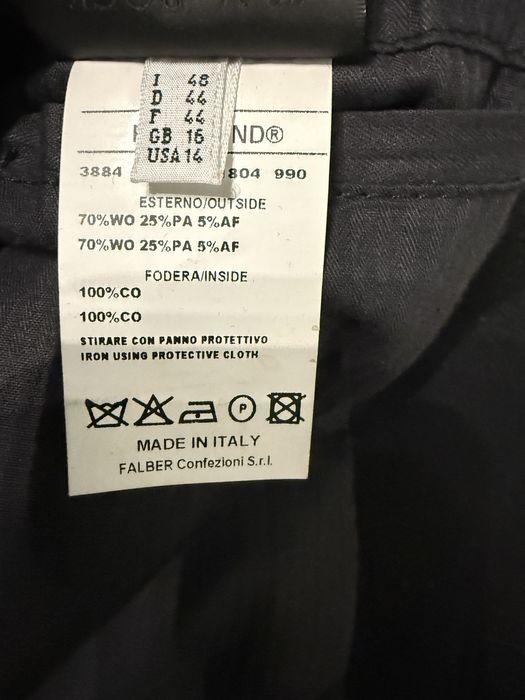 I 48
D 44
F 44
GB 16
USA 14
ND®
3884 804 990
ESTERNO/OUTSIDE
70%WO 25%PA 5%AF
70%WO 25%PA 5%AF
FODERA/INSIDE
100%CO
100%CO
STIRARE CON PANNO PROTETTIVO
IRON USING PROTECTIVE CLOTH
P
MADE IN ITALY
FALBER Confezioni S.r.l.